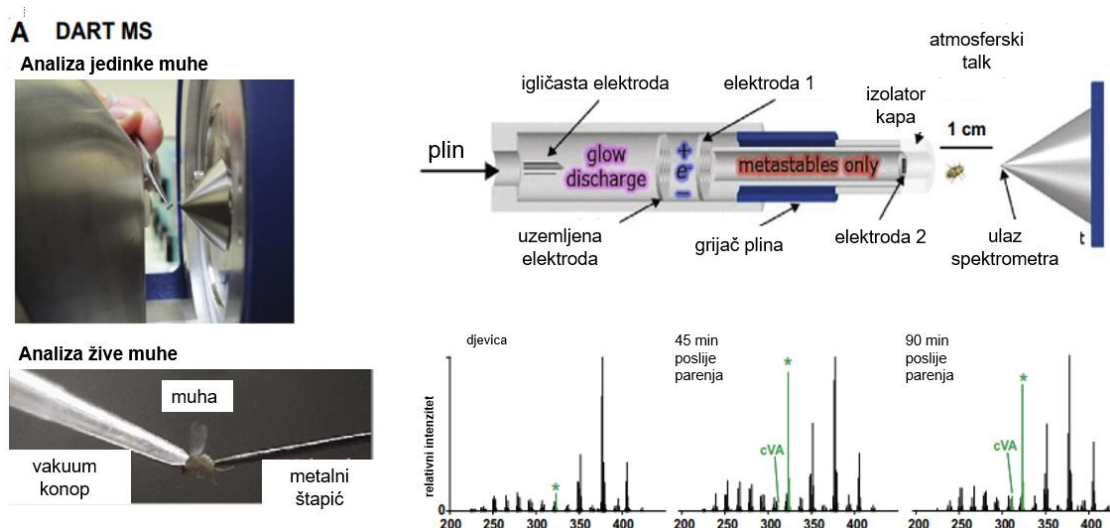 A DART MS
Analiza jedinke muhe
igličasta elektroda
elektroda 1
atmosferski
talk
izolator
kapa
1 cm
plin
glow
discharge
+
e-
−
metastables only
uzemljena
elektroda
grijač plina
elektroda 2
ulaz
spektrometra
t
Analiza žive muhe
muha
vakuum
konop
metalni
štapić
djevica
45 min
poslije
parenja
90 min
poslije
parenja
relativni intenzitet
1
0
*
cVA
*
cVA
*
200 250 300 350 400
200 250 300 350 400
200 250 300 350 400